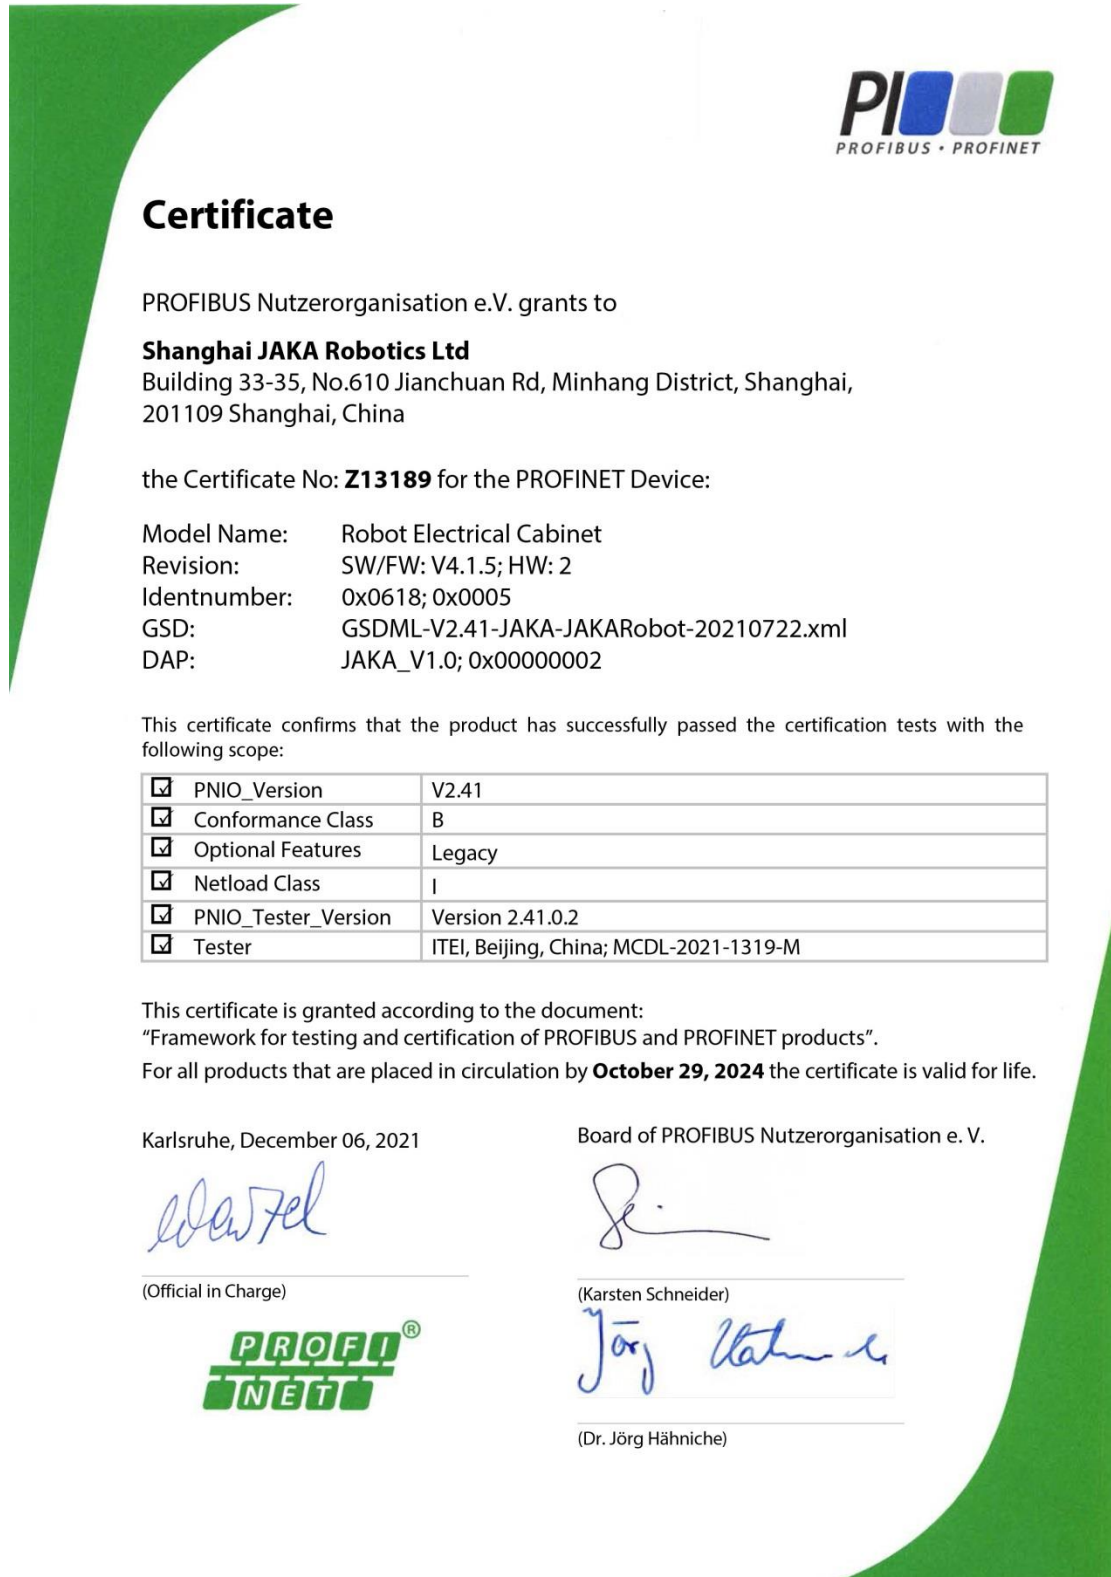 PI
PROFIBUS • PROFINET
Certificate
PROFIBUS Nutzerorganisation e.V. grants to
Shanghai JAKA Robotics Ltd
Building 33-35, No.610 Jianchuan Rd, Minhang District, Shanghai,
201109 Shanghai, China
the Certificate No: Z13189 for the PROFINET Device:
Model Name: Robot Electrical Cabinet
Revision: SW/FW: V4.1.5; HW: 2
Identnumber: 0x0618; 0x0005
GSD: GSDML-V2.41-JAKA-JAKARobot-20210722.xml
DAP: JAKA_V1.0; 0x00000002
This certificate confirms that the product has successfully passed the certification tests with the
following scope:
☑ PNIO_Version V2.41
☑ Conformance Class B
☑ Optional Features Legacy
☑ Netload Class I
☑ PNIO_Tester_Version Version 2.41.0.2
☑ Tester ITEI, Beijing, China; MCDL-2021-1319-M
This certificate is granted according to the document:
“Framework for testing and certification of PROFIBUS and PROFINET products”.
For all products that are placed in circulation by October 29, 2024 the certificate is valid for life.
Karlsruhe, December 06, 2021
Board of PROFIBUS Nutzerorganisation e. V.
(Official in Charge)
(Karsten Schneider)
Jörg
PROFI®
NET
(Dr. Jörg Hähniche)